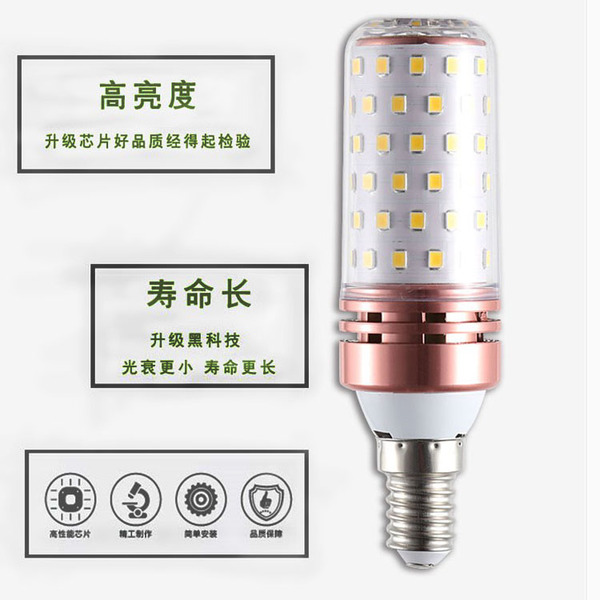 高亮度
升级芯片好品质经得起检验
寿命长
升级黑科技
光衰更小 寿命更长
高性能芯片 精工制作 简单安装 品质保障